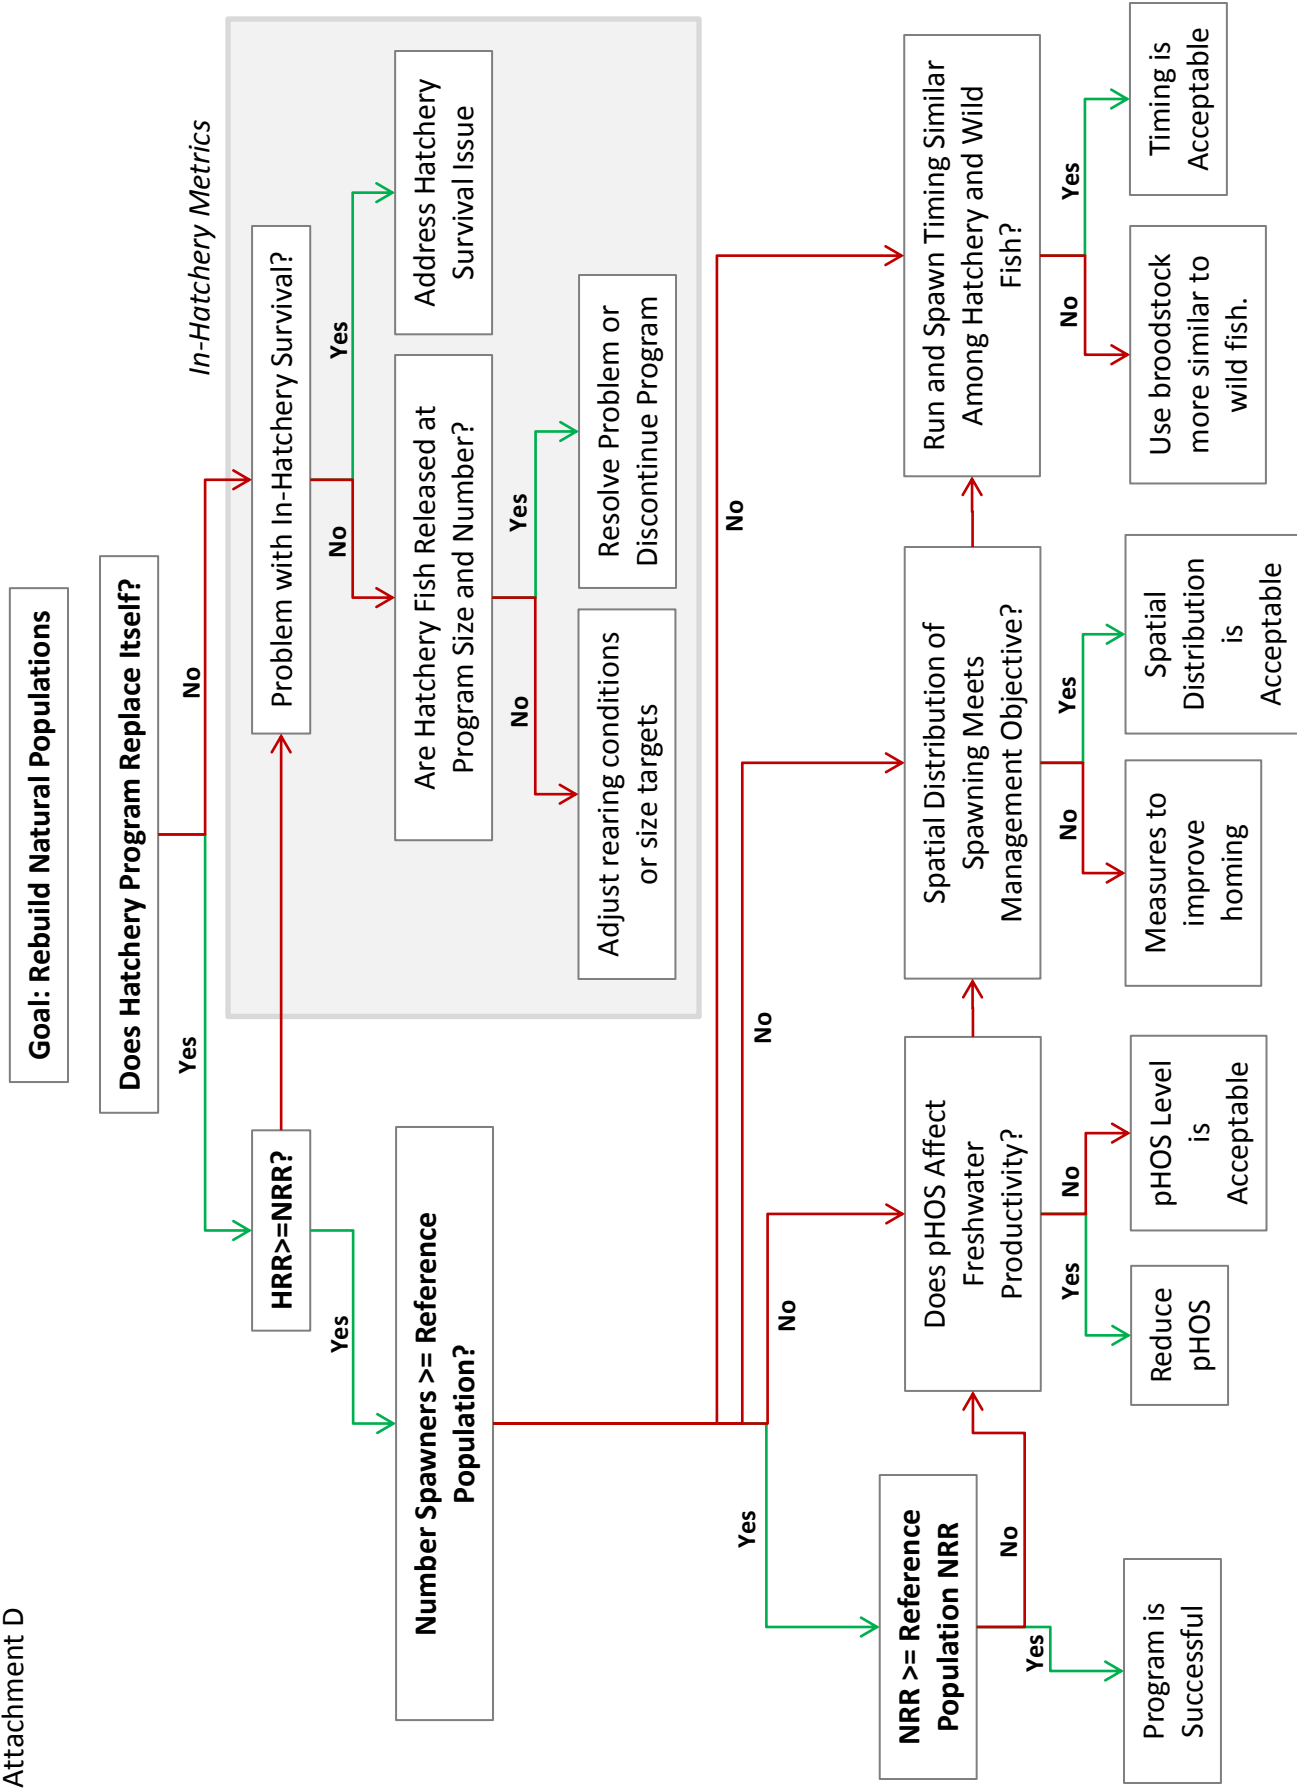 Attachment D
Goal: Rebuild Natural Populations
Does Hatchery Program Replace Itself?
Yes
No
In-Hatchery Metrics
HRR>=NRR?
Problem with In-Hatchery Survival?
Yes
No
Yes
Number Spawners >= Reference
Population?
Are Hatchery Fish Released at
Program Size and Number?
Address Hatchery
Survival Issue
No
Yes
Adjust rearing conditions
or size targets
Resolve Problem or
Discontinue Program
Yes
No
No
No
NRR >= Reference
Population NRR
Does pHOS Affect
Freshwater
Productivity?
Spatial Distribution of
Spawning Meets
Management Objective?
Run and Spawn Timing Similar
Among Hatchery and Wild
Fish?
No
Yes
Yes
No
No
Yes
No
Yes
Program is
Successful
Reduce
pHOS
pHOS Level
is
Acceptable
Measures to
improve
homing
Spatial
Distribution
is
Acceptable
Use broodstock
more similar to
wild fish.
Timing is
Acceptable